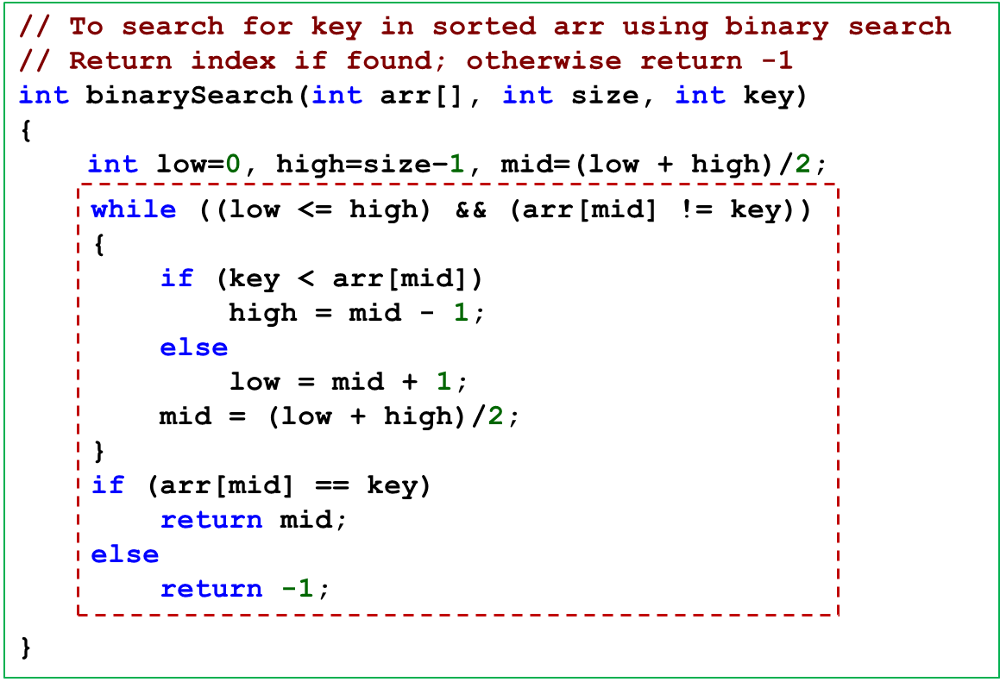 // To search for key in sorted arr using binary search
// Return index if found; otherwise return -1
int binarySearch(int arr[], int size, int key)
{
    int low=0, high=size-1, mid=(low + high)/2;
    while ((low <= high) && (arr[mid] != key))
    {
        if (key < arr[mid])
            high = mid - 1;
        else
            low = mid + 1;
        mid = (low + high)/2;
    }
    if (arr[mid] == key)
        return mid;
    else
        return -1;
}